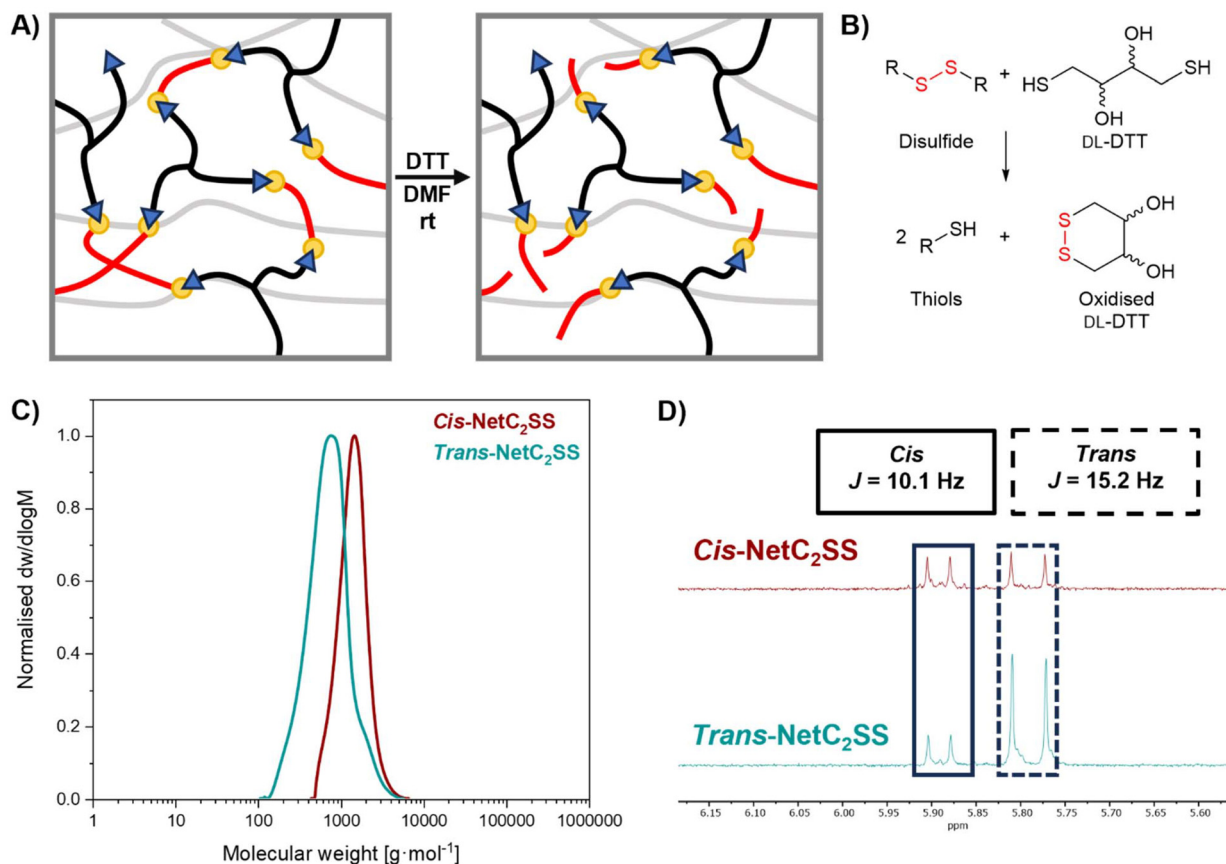 A)
DTT
DMF
rt
B)
R
S
S
R
+
HS
OH
OH
SH
Disulfide
DL-DTT
2
R
SH
+
S
S
OH
OH
Thiols
Oxidised
DL-DTT
C)
Cis-NetC₂SS
Trans-NetC₂SS
Normalised dw/dlogM
1.0
0.8
0.6
0.4
0.2
0.0
1
10
100
1000
10000
100000
1000000
Molecular weight [g·mol⁻¹]
D)
Cis
J = 10.1 Hz
Trans
J = 15.2 Hz
Cis-NetC₂SS
Trans-NetC₂SS
6.15 6.10 6.05 6.00 5.95 5.90 5.85 5.80 5.75 5.70 5.65 5.60
ppm